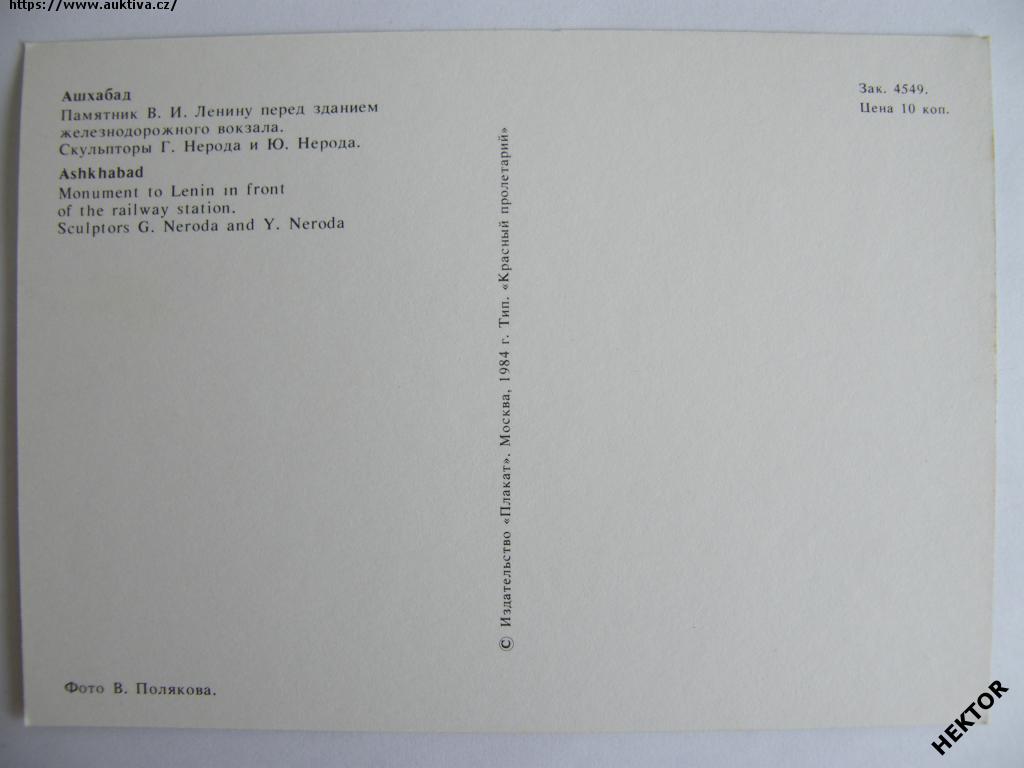 https://www.auktiva.cz/
Ашхабад
Памятник В. И. Ленину перед зданием
железнодорожного вокзала.
Скульпторы Г. Нерода и Ю. Нерода.
Ashkhabad
Monument to Lenin in front
of the railway station.
Sculptors G. Neroda and Y. Neroda
Фото В. Полякова.
© Издательство «Плакат». Москва, 1984 г. Тип. «Красный пролетарий»
Зак. 4549.
Цена 10 коп.
HEKTOR